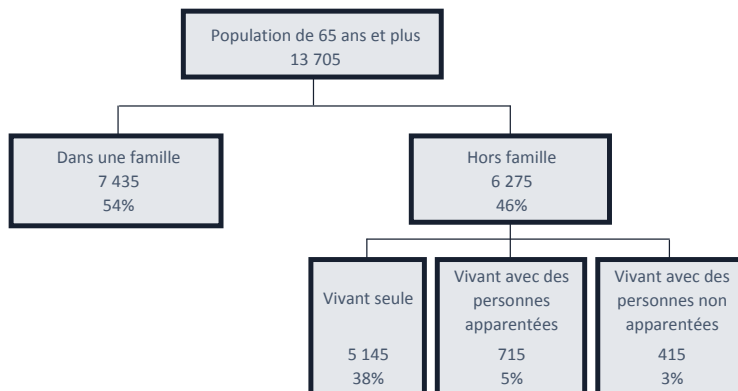 Population de 65 ans et plus
13 705
Dans une famille
7 435
54%
Hors famille
6 275
46%
Vivant seule
5 145
38%
Vivant avec des
personnes
apparentées
715
5%
Vivant avec des
personnes non
apparentées
415
3%